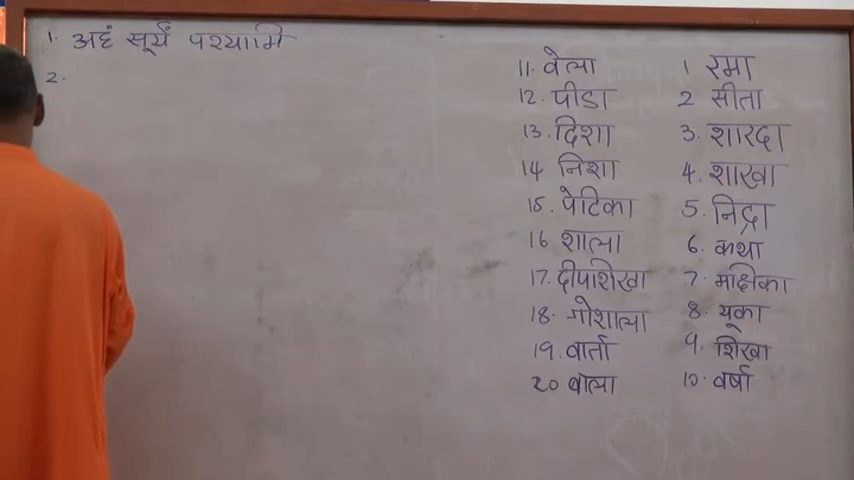 1. अहं सूर्यं पश्यामि
2.
11. वेला
12. पीडा
13. दिशा
14 निशा
15. पेटिका
16 शाला
17. दीपशिखा
18. गोशाला
19. वार्ता
20 बाला
1 रमा
2 सीता
3. शारदा
4. शाखा
5. निद्रा
6. कथा
7. मक्षिका
8. यूका
9. शिखा
10. वर्षा